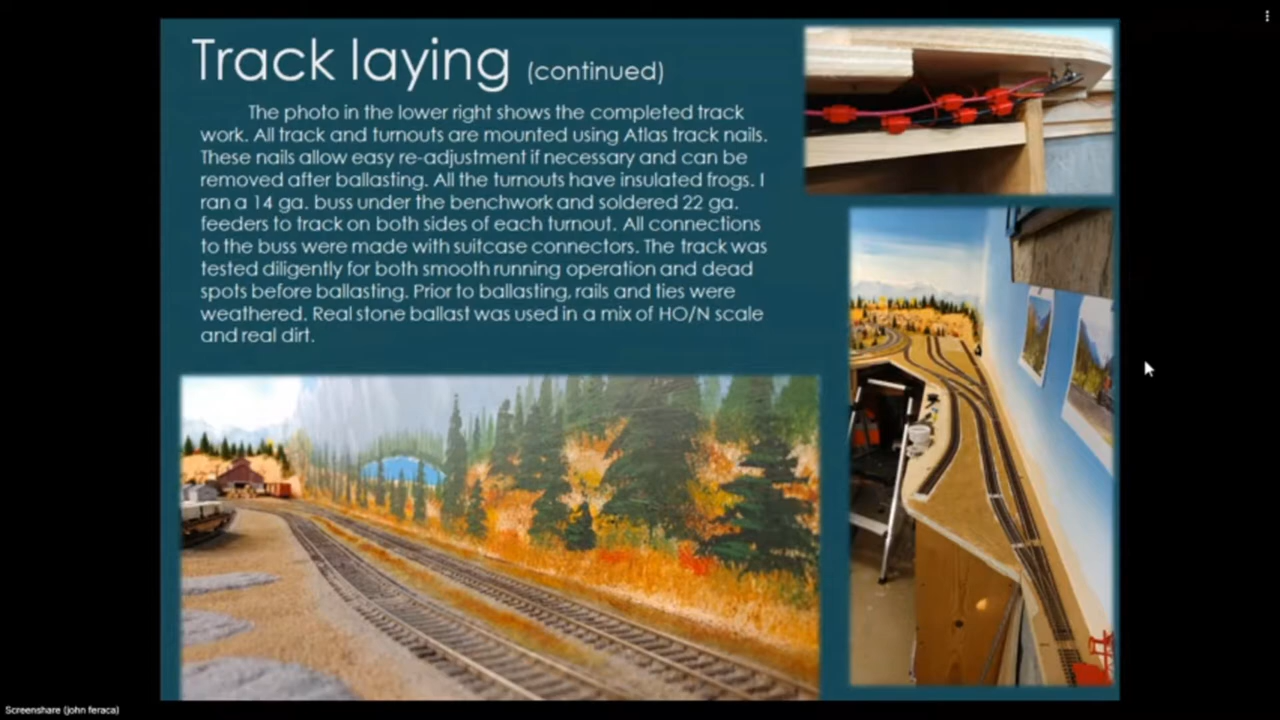 Track laying (continued)
The photo in the lower right shows the completed track
work. All track and turnouts are mounted using Atlas track nails.
These nails allow easy re-adjustment if necessary and can be
removed after ballasting. All the turnouts have insulated frogs. I
ran a 14 ga. buss under the benchwork and soldered 22 ga.
feeders to track on both sides of each turnout. All connections
to the buss were made with suitcase connectors. The track was
tested diligently for both smooth running operation and dead
spots before ballasting. Prior to ballasting, rails and ties were
weathered. Real stone ballast was used in a mix of HO/N scale
and real dirt.
Screenshare (john feraca)